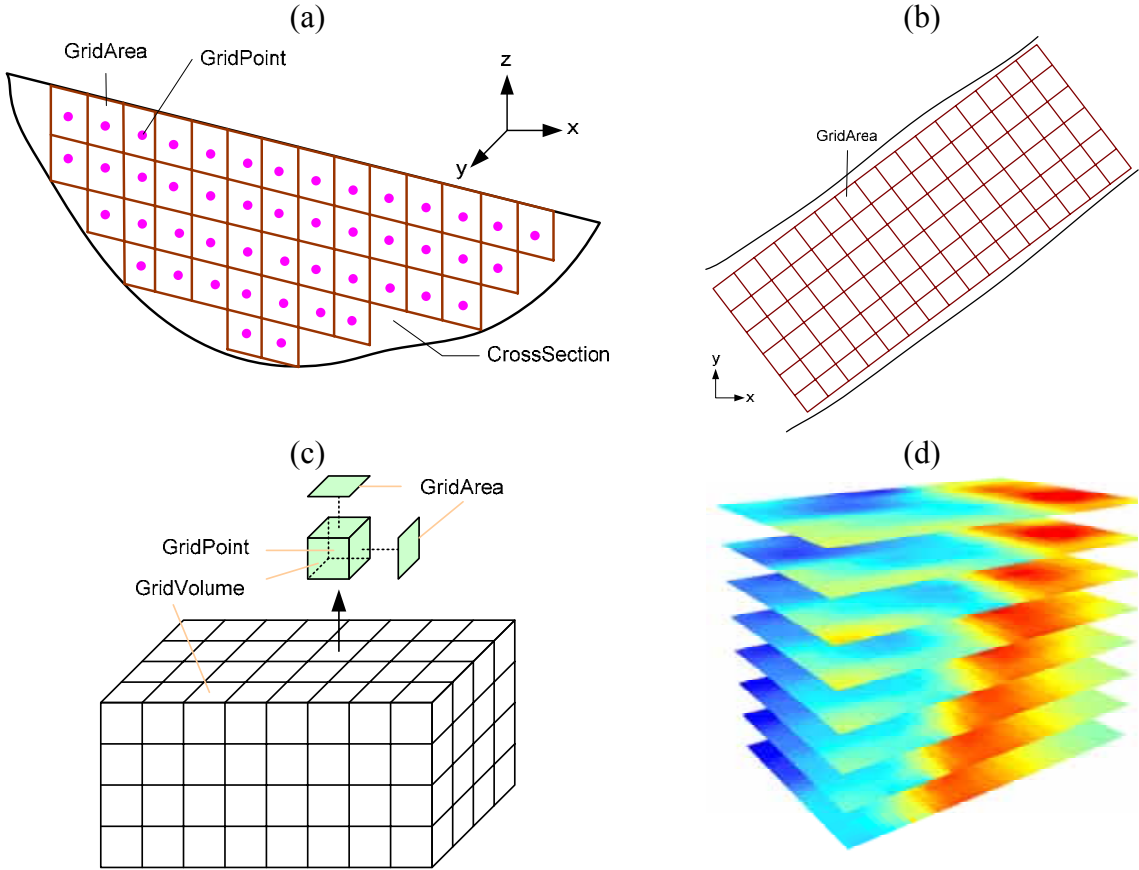 (a)
GridArea
GridPoint
z
x
y
CrossSection
(b)
GridArea
y
x
(c)
GridArea
GridPoint
GridVolume
(d)